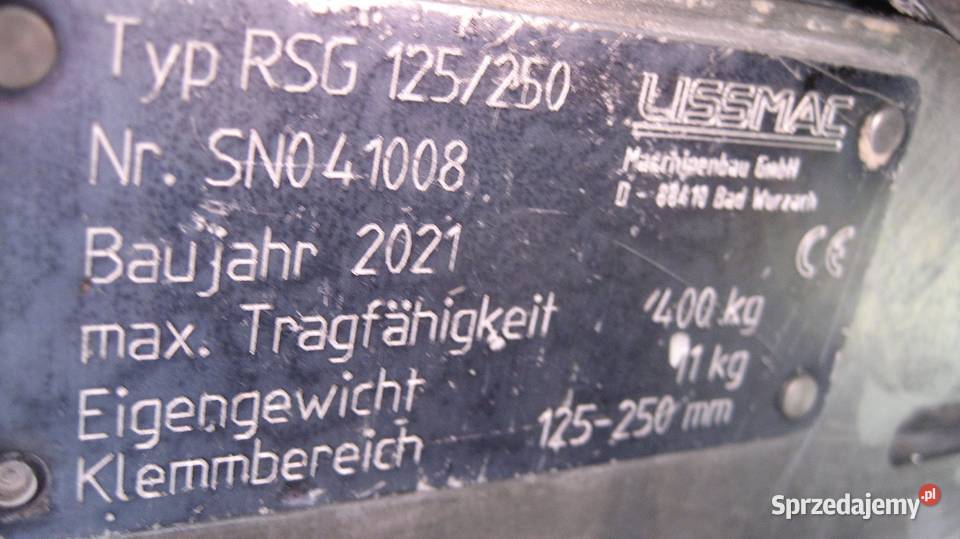 Typ RSG 125/250
LISSMAC
Maschinenbau GmbH
D - 88410 Bad Wurzach
Nr. SN041008
Baujahr 2021
CE
max. Tragfähigkeit 400 kg
Eigengewicht 11 kg
Klemmbereich 125-250 mm
Sprzedajemy.pl